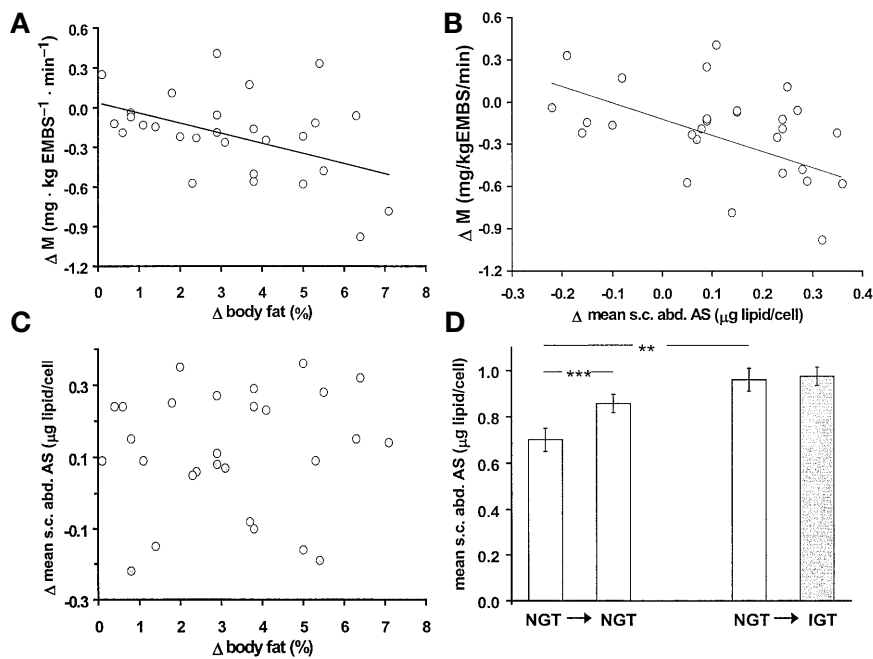 A
Δ M (mg · kg EMBS⁻¹ · min⁻¹)
0.6
0.3
0.0
-0.3
-0.6
-0.9
-1.2
0 1 2 3 4 5 6 7 8
Δ body fat (%)
B
Δ M (mg/kgEMBS/min)
0.6
0.3
0.0
-0.3
-0.6
-0.9
-1.2
-0.3 -0.2 0.0 0.1 0.2 0.3 0.4
Δ mean s.c. abd. AS (µg lipid/cell)
C
Δ mean s.c. abd. AS (µg lipid/cell)
0.3
0.1
-0.1
-0.3
0 1 2 3 4 5 6 7 8
Δ body fat (%)
D
mean s.c. abd. AS (µg lipid/cell)
1.0
0.8
0.6
0.4
0.2
0.0
**
***
NGT → NGT NGT → IGT